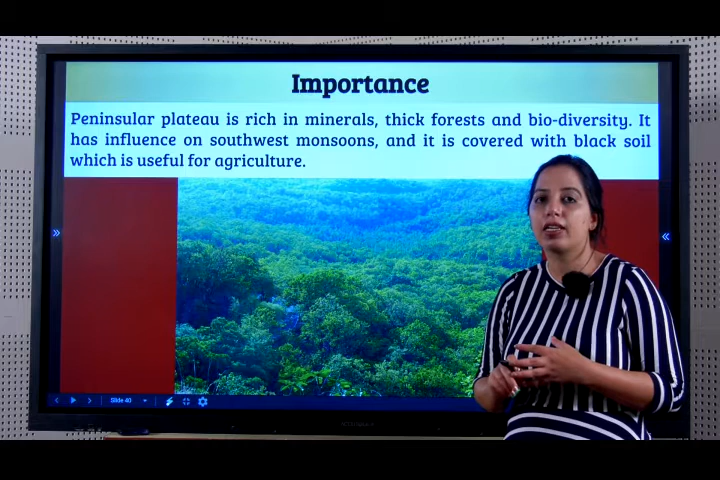 Importance
Peninsular plateau is rich in minerals, thick forests and bio-diversity. It
has influence on southwest monsoons, and it is covered with black soil
which is useful for agriculture.
Slide 40